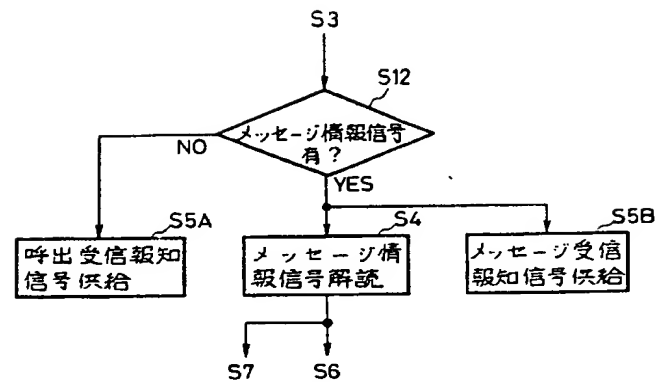 S3
S12
メッセージ情報信号
有?
NO
YES
S5A
呼出受信報知
信号供給
S4
メッセージ情
報信号解読
S5B
メッセージ受信
報知信号供給
S7
S6